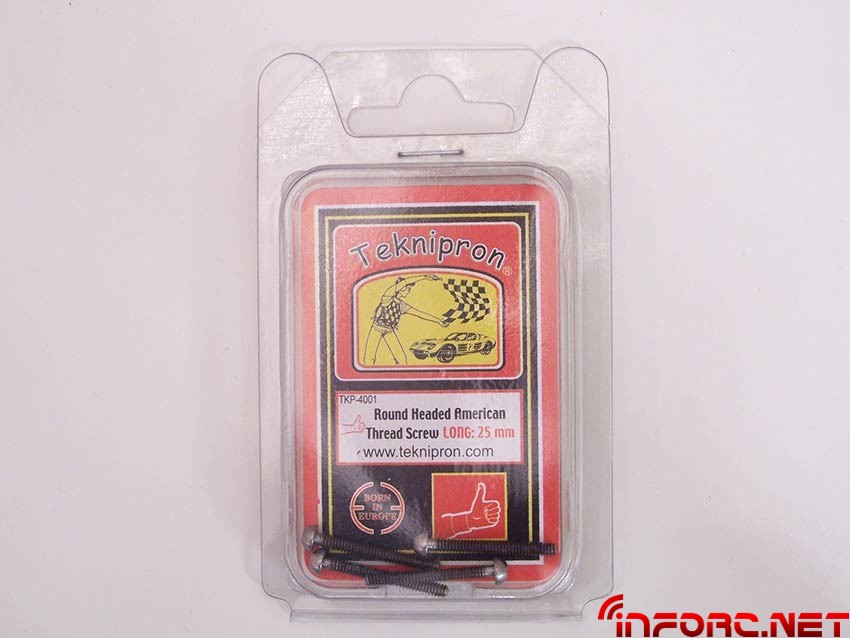 Teknipron®
TKP-4001
Round Headed American
Thread Screw LONG: 25 mm
www.teknipron.com
BORN
IN
EUROPE
inforc.net